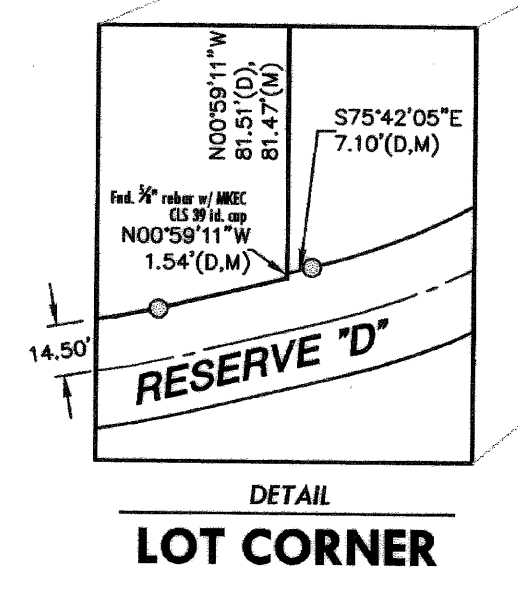 N00°59'11"W
81.51'(D),
81.47'(M)
S75°42'05"E
7.10'(D,M)
Fnd. 5/8" rebar w/ MKEC
CLS 39 id. cap
N00°59'11"W
1.54'(D,M)
14.50'
RESERVE "D"
DETAIL
LOT CORNER